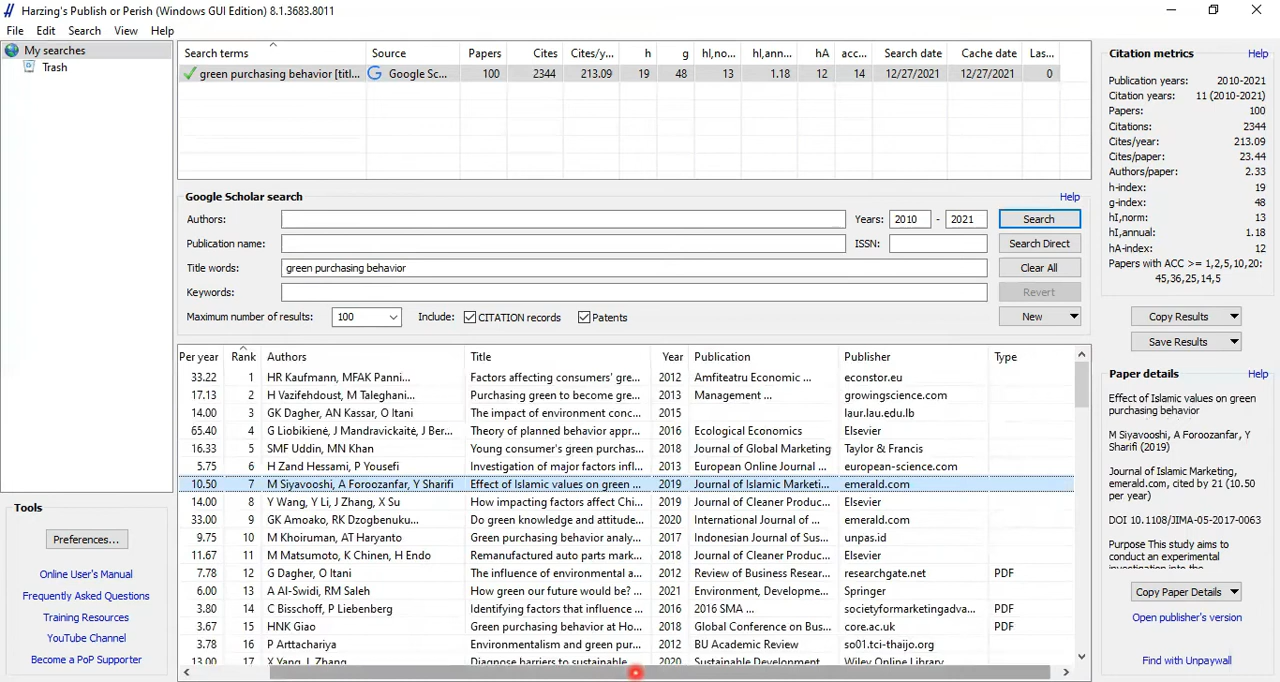 Harzing's Publish or Perish (Windows GUI Edition) 8.1.3683.8011
File Edit Search View Help
My searches
Trash
Search terms Source Papers Cites Cites/y... h g hI,no... hI,ann... hA acc... Search date Cache date Las...
green purchasing behavior [titl... Google Sc... 100 2344 213.09 19 48 13 1.18 12 14 12/27/2021 12/27/2021 0
Google Scholar search Help
Authors: Years: 2010 - 2021 Search
Publication name: ISSN: Search Direct
Title words: green purchasing behavior Clear All
Keywords: Revert
Maximum number of results: 100 Include: CITATION records Patents New
Per year Rank Authors Title Year Publication Publisher Type
33.22 1 HR Kaufmann, MFAK Panni... Factors affecting consumers' gre... 2012 Amfiteatru Economic ... econstor.eu
17.13 2 H Vazifehdoust, M Taleghani... Purchasing green to become gre... 2013 Management ... growingscience.com
14.00 3 GK Dagher, AN Kassar, O Itani The impact of environment conc... 2015 laur.lau.edu.lb
65.40 4 G Liobikienė, J Mandravickaitė, J Ber... Theory of planned behavior appr... 2016 Ecological Economics Elsevier
16.33 5 SMF Uddin, MN Khan Young consumer's green purchas... 2018 Journal of Global Marketing Taylor & Francis
5.75 6 H Zand Hessami, P Yousefi Investigation of major factors infl... 2013 European Online Journal ... european-science.com
10.50 7 M Siyavooshi, A Foroozanfar, Y Sharifi Effect of Islamic values on green ... 2019 Journal of Islamic Marketi... emerald.com
14.00 8 Y Wang, Y Li, J Zhang, X Su How impacting factors affect Chi... 2019 Journal of Cleaner Produc... Elsevier
33.00 9 GK Amoako, RK Dzogbenuku... Do green knowledge and attitude... 2020 International Journal of ... emerald.com
9.75 10 M Khoiruman, AT Haryanto Green purchasing behavior analy... 2017 Indonesian Journal of Sus... unpas.id
11.67 11 M Matsumoto, K Chinen, H Endo Remanufactured auto parts mark... 2018 Journal of Cleaner Produc... Elsevier
7.78 12 G Dagher, O Itani The influence of environmental a... 2012 Review of Business Resear... researchgate.net PDF
6.00 13 A Al-Swidi, RM Saleh How green our future would be? ... 2021 Environment, Developme... Springer
3.80 14 C Bisschoff, P Liebenberg Identifying factors that influence ... 2016 2016 SMA ... societyformarketingadva... PDF
3.67 15 HNK Giao Green purchasing behavior at Ho... 2018 Global Conference on Bus... core.ac.uk PDF
3.78 16 P Arttachariya Environmentalism and green pur... 2012 BU Academic Review so01.tci-thaijo.org
13.00 17 X Yang, J Zhang Diagnose barriers to sustainable 2020 Sustainable Development Wiley Online Library
Citation metrics Help
Publication years: 2010-2021
Citation years: 11 (2010-2021)
Papers: 100
Citations: 2344
Cites/year: 213.09
Cites/paper: 23.44
Authors/paper: 2.33
h-index: 19
g-index: 48
hI,norm: 13
hI,annual: 1.18
hA-index: 12
Papers with ACC >= 1,2,5,10,20:
45,36,25,14,5
Copy Results
Save Results
Paper details Help
Effect of Islamic values on green
purchasing behavior
M Siyavooshi, A Foroozanfar, Y
Sharifi (2019)
Journal of Islamic Marketing,
emerald.com, cited by 21 (10.50
per year)
DOI 10.1108/JIMA-05-2017-0063
Purpose This study aims to
conduct an experimental
investigation into the
Copy Paper Details
Open publisher's version
Find with Unpaywall
Tools
Preferences...
Online User's Manual
Frequently Asked Questions
Training Resources
YouTube Channel
Become a PoP Supporter